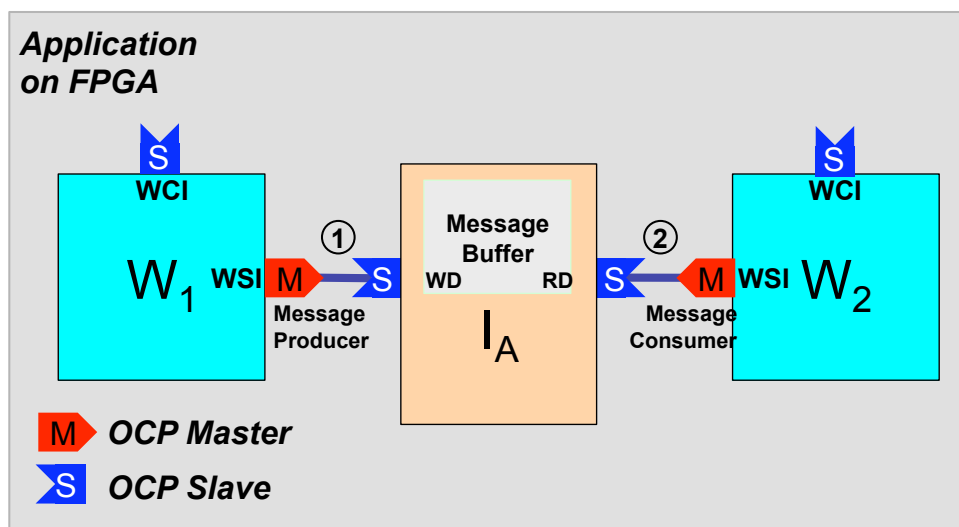 Application
on FPGA
S
WCI
W1
WSI
M
Message
Producer
1
S
Message
Buffer
WD RD
IA
S
2
M
Message
Consumer
S
WCI
WSI
W2
M OCP Master
S OCP Slave